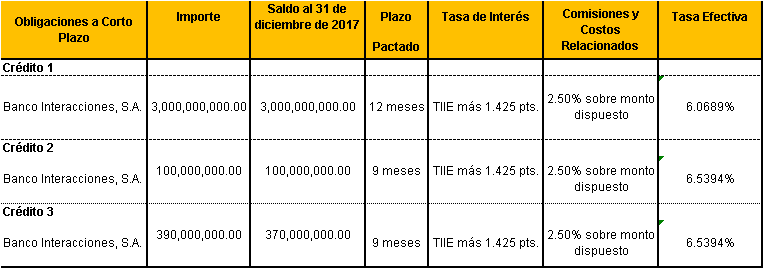 Obligaciones a Corto Plazo | Importe | Saldo al 31 de diciembre de 2017 | Plazo Pactado | Tasa de Interés | Comisiones y Costos Relacionados | Tasa Efectiva
Crédito 1
Banco Interacciones, S.A. | 3,000,000,000.00 | 3,000,000,000.00 | 12 meses | TIIE más 1.425 pts. | 2.50% sobre monto dispuesto | 6.0689%
Crédito 2
Banco Interacciones, S.A. | 100,000,000.00 | 100,000,000.00 | 9 meses | TIIE más 1.425 pts. | 2.50% sobre monto dispuesto | 6.5394%
Crédito 3
Banco Interacciones, S.A. | 390,000,000.00 | 370,000,000.00 | 9 meses | TIIE más 1.425 pts. | 2.50% sobre monto dispuesto | 6.5394%